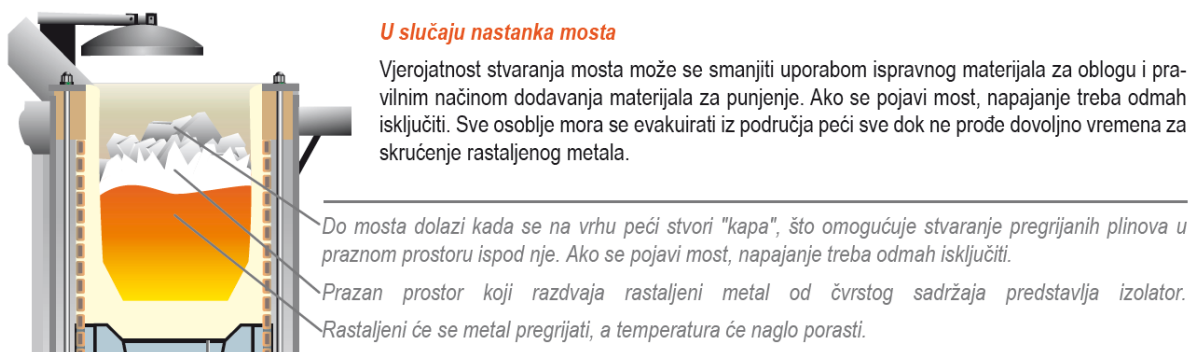 U slučaju nastanka mosta
Vjerojatnost stvaranja mosta može se smanjiti uporabom ispravnog materijala za oblogu i pra-
vilnim načinom dodavanja materijala za punjenje. Ako se pojavi most, napajanje treba odmah
isključiti. Sve osoblje mora se evakuirati iz područja peći sve dok ne prođe dovoljno vremena za
skrućenje rastaljenog metala.
Do mosta dolazi kada se na vrhu peći stvori "kapa", što omogućuje stvaranje pregrijanih plinova u
praznom prostoru ispod nje. Ako se pojavi most, napajanje treba odmah isključiti.
Prazan prostor koji razdvaja rastaljeni metal od čvrstog sadržaja predstavlja izolator.
Rastaljeni će se metal pregrijati, a temperatura će naglo porasti.